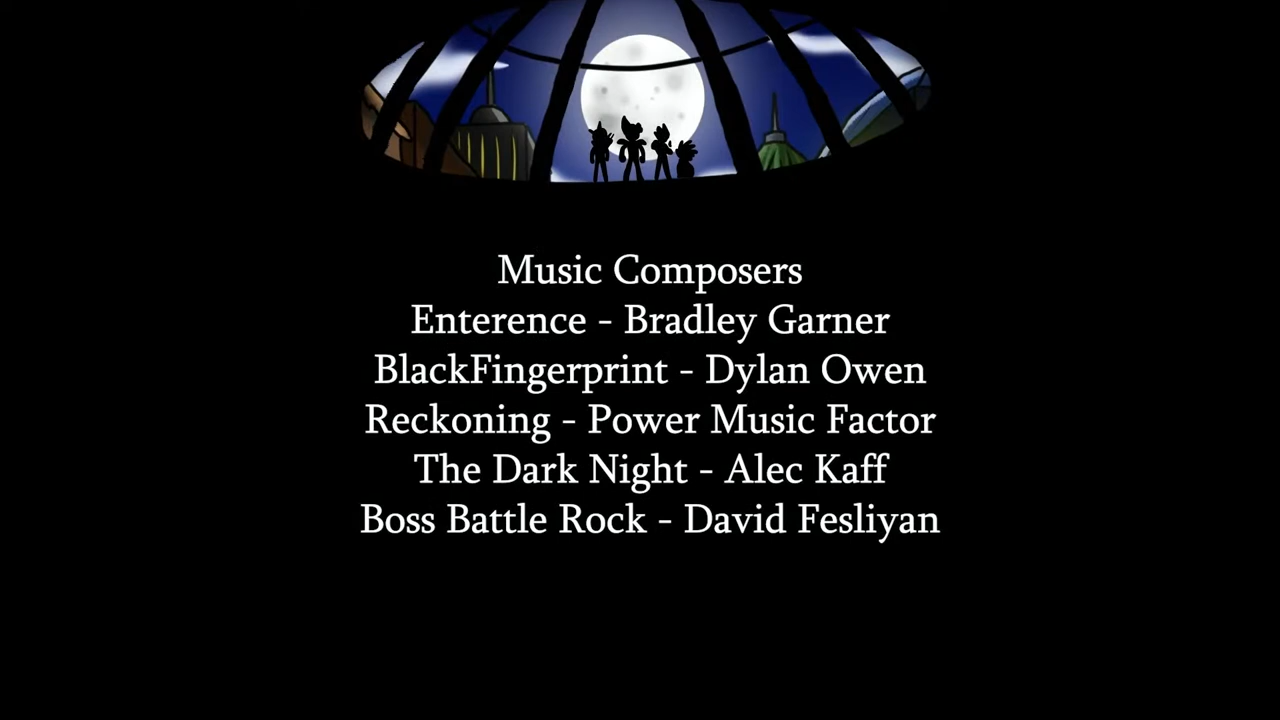 Music Composers
Enterence - Bradley Garner
BlackFingerprint - Dylan Owen
Reckoning - Power Music Factor
The Dark Night - Alec Kaff
Boss Battle Rock - David Fesliyan